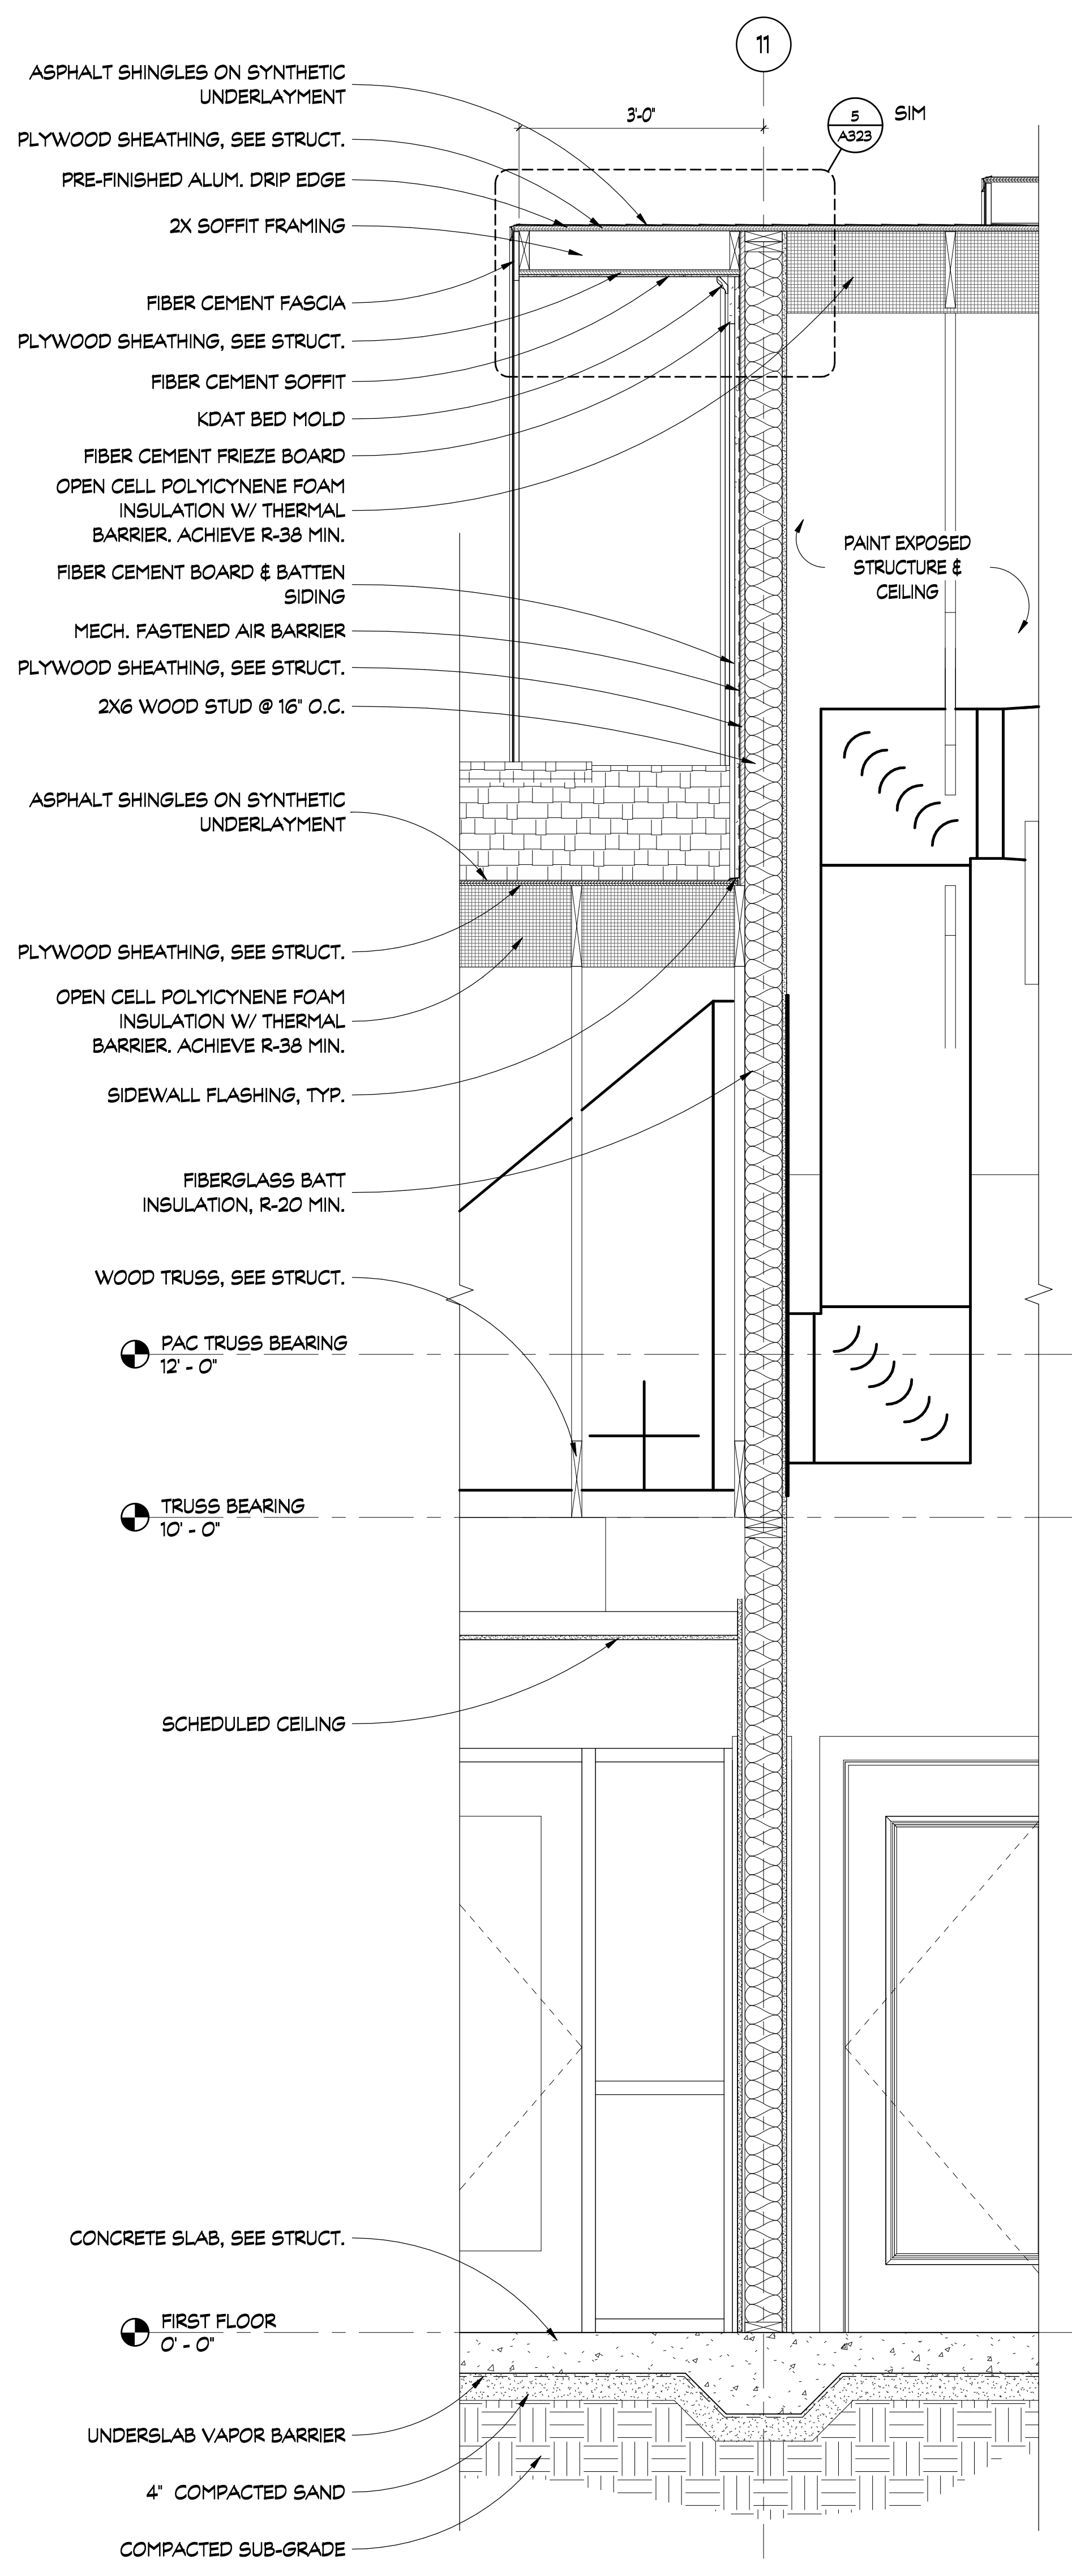 11
ASPHALT SHINGLES ON SYNTHETIC
UNDERLAYMENT
3'-0"
5
A323
SIM
PLYWOOD SHEATHING, SEE STRUCT.
PRE-FINISHED ALUM. DRIP EDGE
2X SOFFIT FRAMING
FIBER CEMENT FASCIA
PLYWOOD SHEATHING, SEE STRUCT.
FIBER CEMENT SOFFIT
KDAT BED MOLD
FIBER CEMENT FRIEZE BOARD
OPEN CELL POLYICYNENE FOAM
INSULATION W/ THERMAL
BARRIER. ACHIEVE R-38 MIN.
PAINT EXPOSED
STRUCTURE &
CEILING
FIBER CEMENT BOARD & BATTEN
SIDING
MECH. FASTENED AIR BARRIER
PLYWOOD SHEATHING, SEE STRUCT.
2X6 WOOD STUD @ 16" O.C.
ASPHALT SHINGLES ON SYNTHETIC
UNDERLAYMENT
PLYWOOD SHEATHING, SEE STRUCT.
OPEN CELL POLYICYNENE FOAM
INSULATION W/ THERMAL
BARRIER. ACHIEVE R-38 MIN.
SIDEWALL FLASHING, TYP.
FIBERGLASS BATT
INSULATION, R-20 MIN.
WOOD TRUSS, SEE STRUCT.
PAC TRUSS BEARING
12' - 0"
TRUSS BEARING
10' - 0"
SCHEDULED CEILING
CONCRETE SLAB, SEE STRUCT.
FIRST FLOOR
0' - 0"
UNDERSLAB VAPOR BARRIER
4" COMPACTED SAND
COMPACTED SUB-GRADE